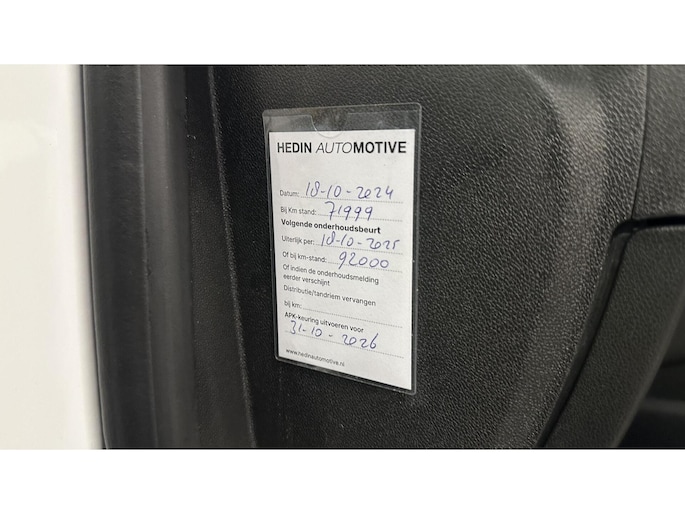 HEDIN AUTOMOTIVE
Datum: 18-10-2024
Bij Km stand: 71999
Volgende onderhoudsbeurt
Uiterlijk per: 18-10-2025
Of bij km-stand: 92000
Of indien de onderhoudsmelding
eerder verschijnt
Distributie/tandriem vervangen
bij km:
APK-keuring uitvoeren voor
31-10-2026
www.hedinautomotive.nl